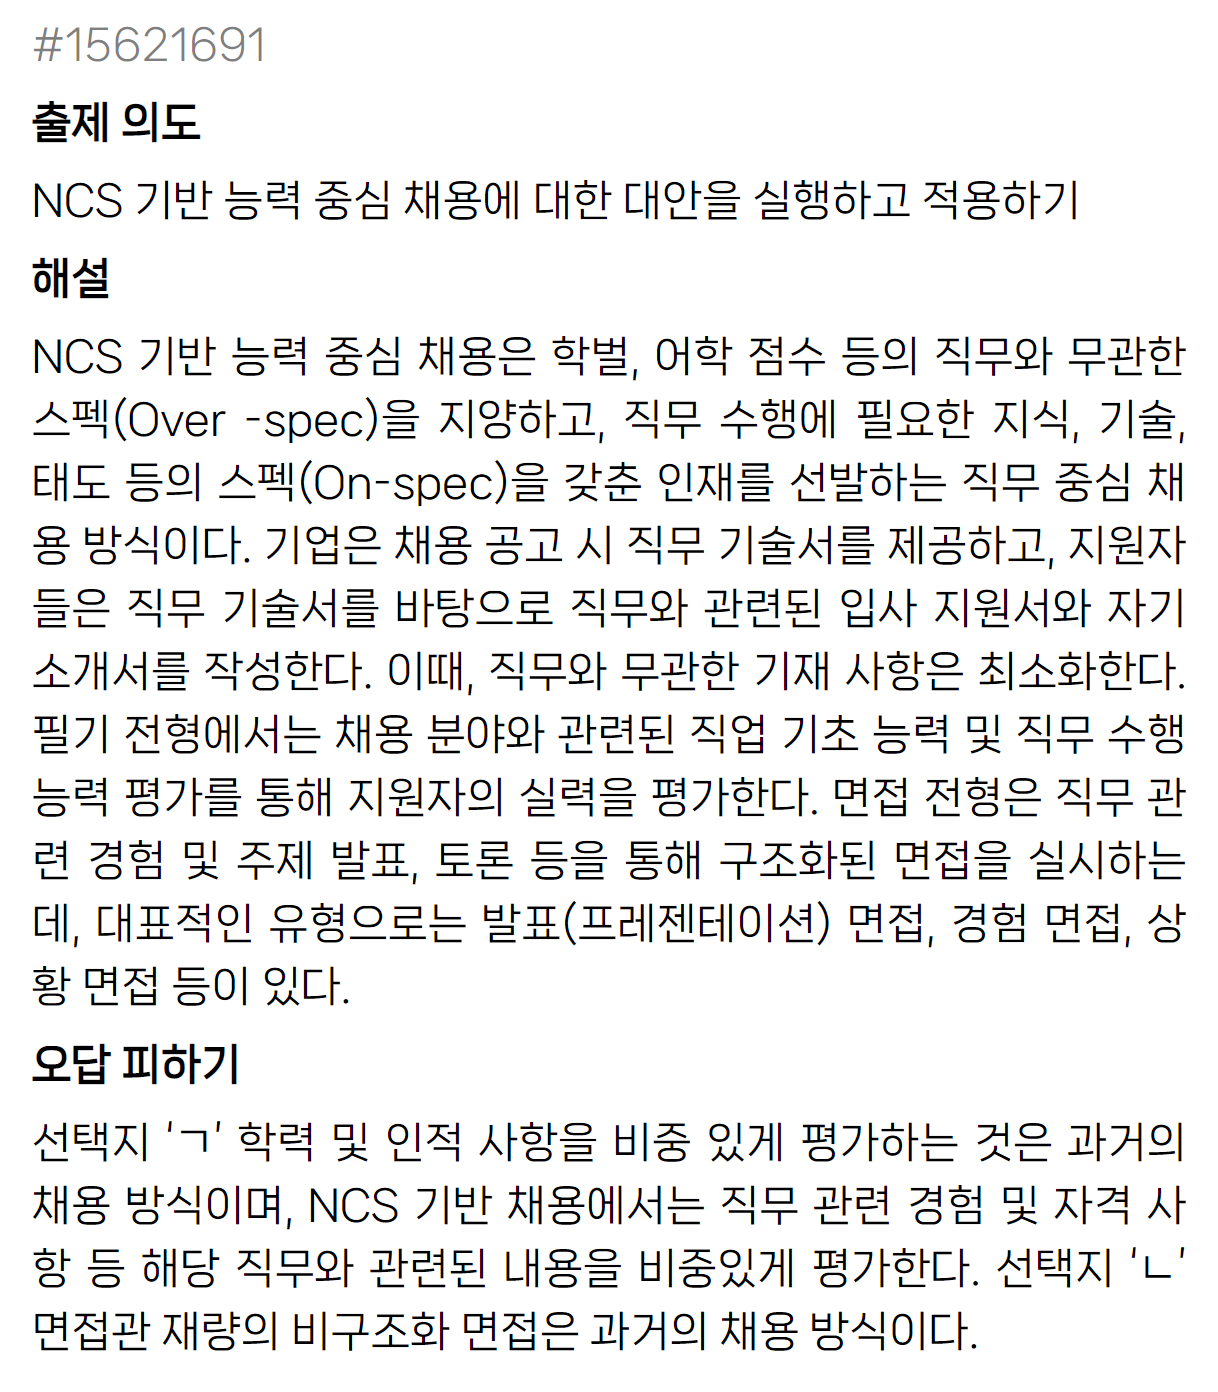 #15621691
출제 의도
NCS 기반 능력 중심 채용에 대한 대안을 실행하고 적용하기
해설
NCS 기반 능력 중심 채용은 학벌, 어학 점수 등의 직무와 무관한
스펙(Over -spec)을 지양하고, 직무 수행에 필요한 지식, 기술,
태도 등의 스펙(On-spec)을 갖춘 인재를 선발하는 직무 중심 채
용 방식이다. 기업은 채용 공고 시 직무 기술서를 제공하고, 지원자
들은 직무 기술서를 바탕으로 직무와 관련된 입사 지원서와 자기
소개서를 작성한다. 이때, 직무와 무관한 기재 사항은 최소화한다.
필기 전형에서는 채용 분야와 관련된 직업 기초 능력 및 직무 수행
능력 평가를 통해 지원자의 실력을 평가한다. 면접 전형은 직무 관
련 경험 및 주제 발표, 토론 등을 통해 구조화된 면접을 실시하는
데, 대표적인 유형으로는 발표(프레젠테이션) 면접, 경험 면접, 상
황 면접 등이 있다.
오답 피하기
선택지 ‘ㄱ’ 학력 및 인적 사항을 비중 있게 평가하는 것은 과거의
채용 방식이며, NCS 기반 채용에서는 직무 관련 경험 및 자격 사
항 등 해당 직무와 관련된 내용을 비중있게 평가한다. 선택지 ‘ㄴ’
면접관 재량의 비구조화 면접은 과거의 채용 방식이다.